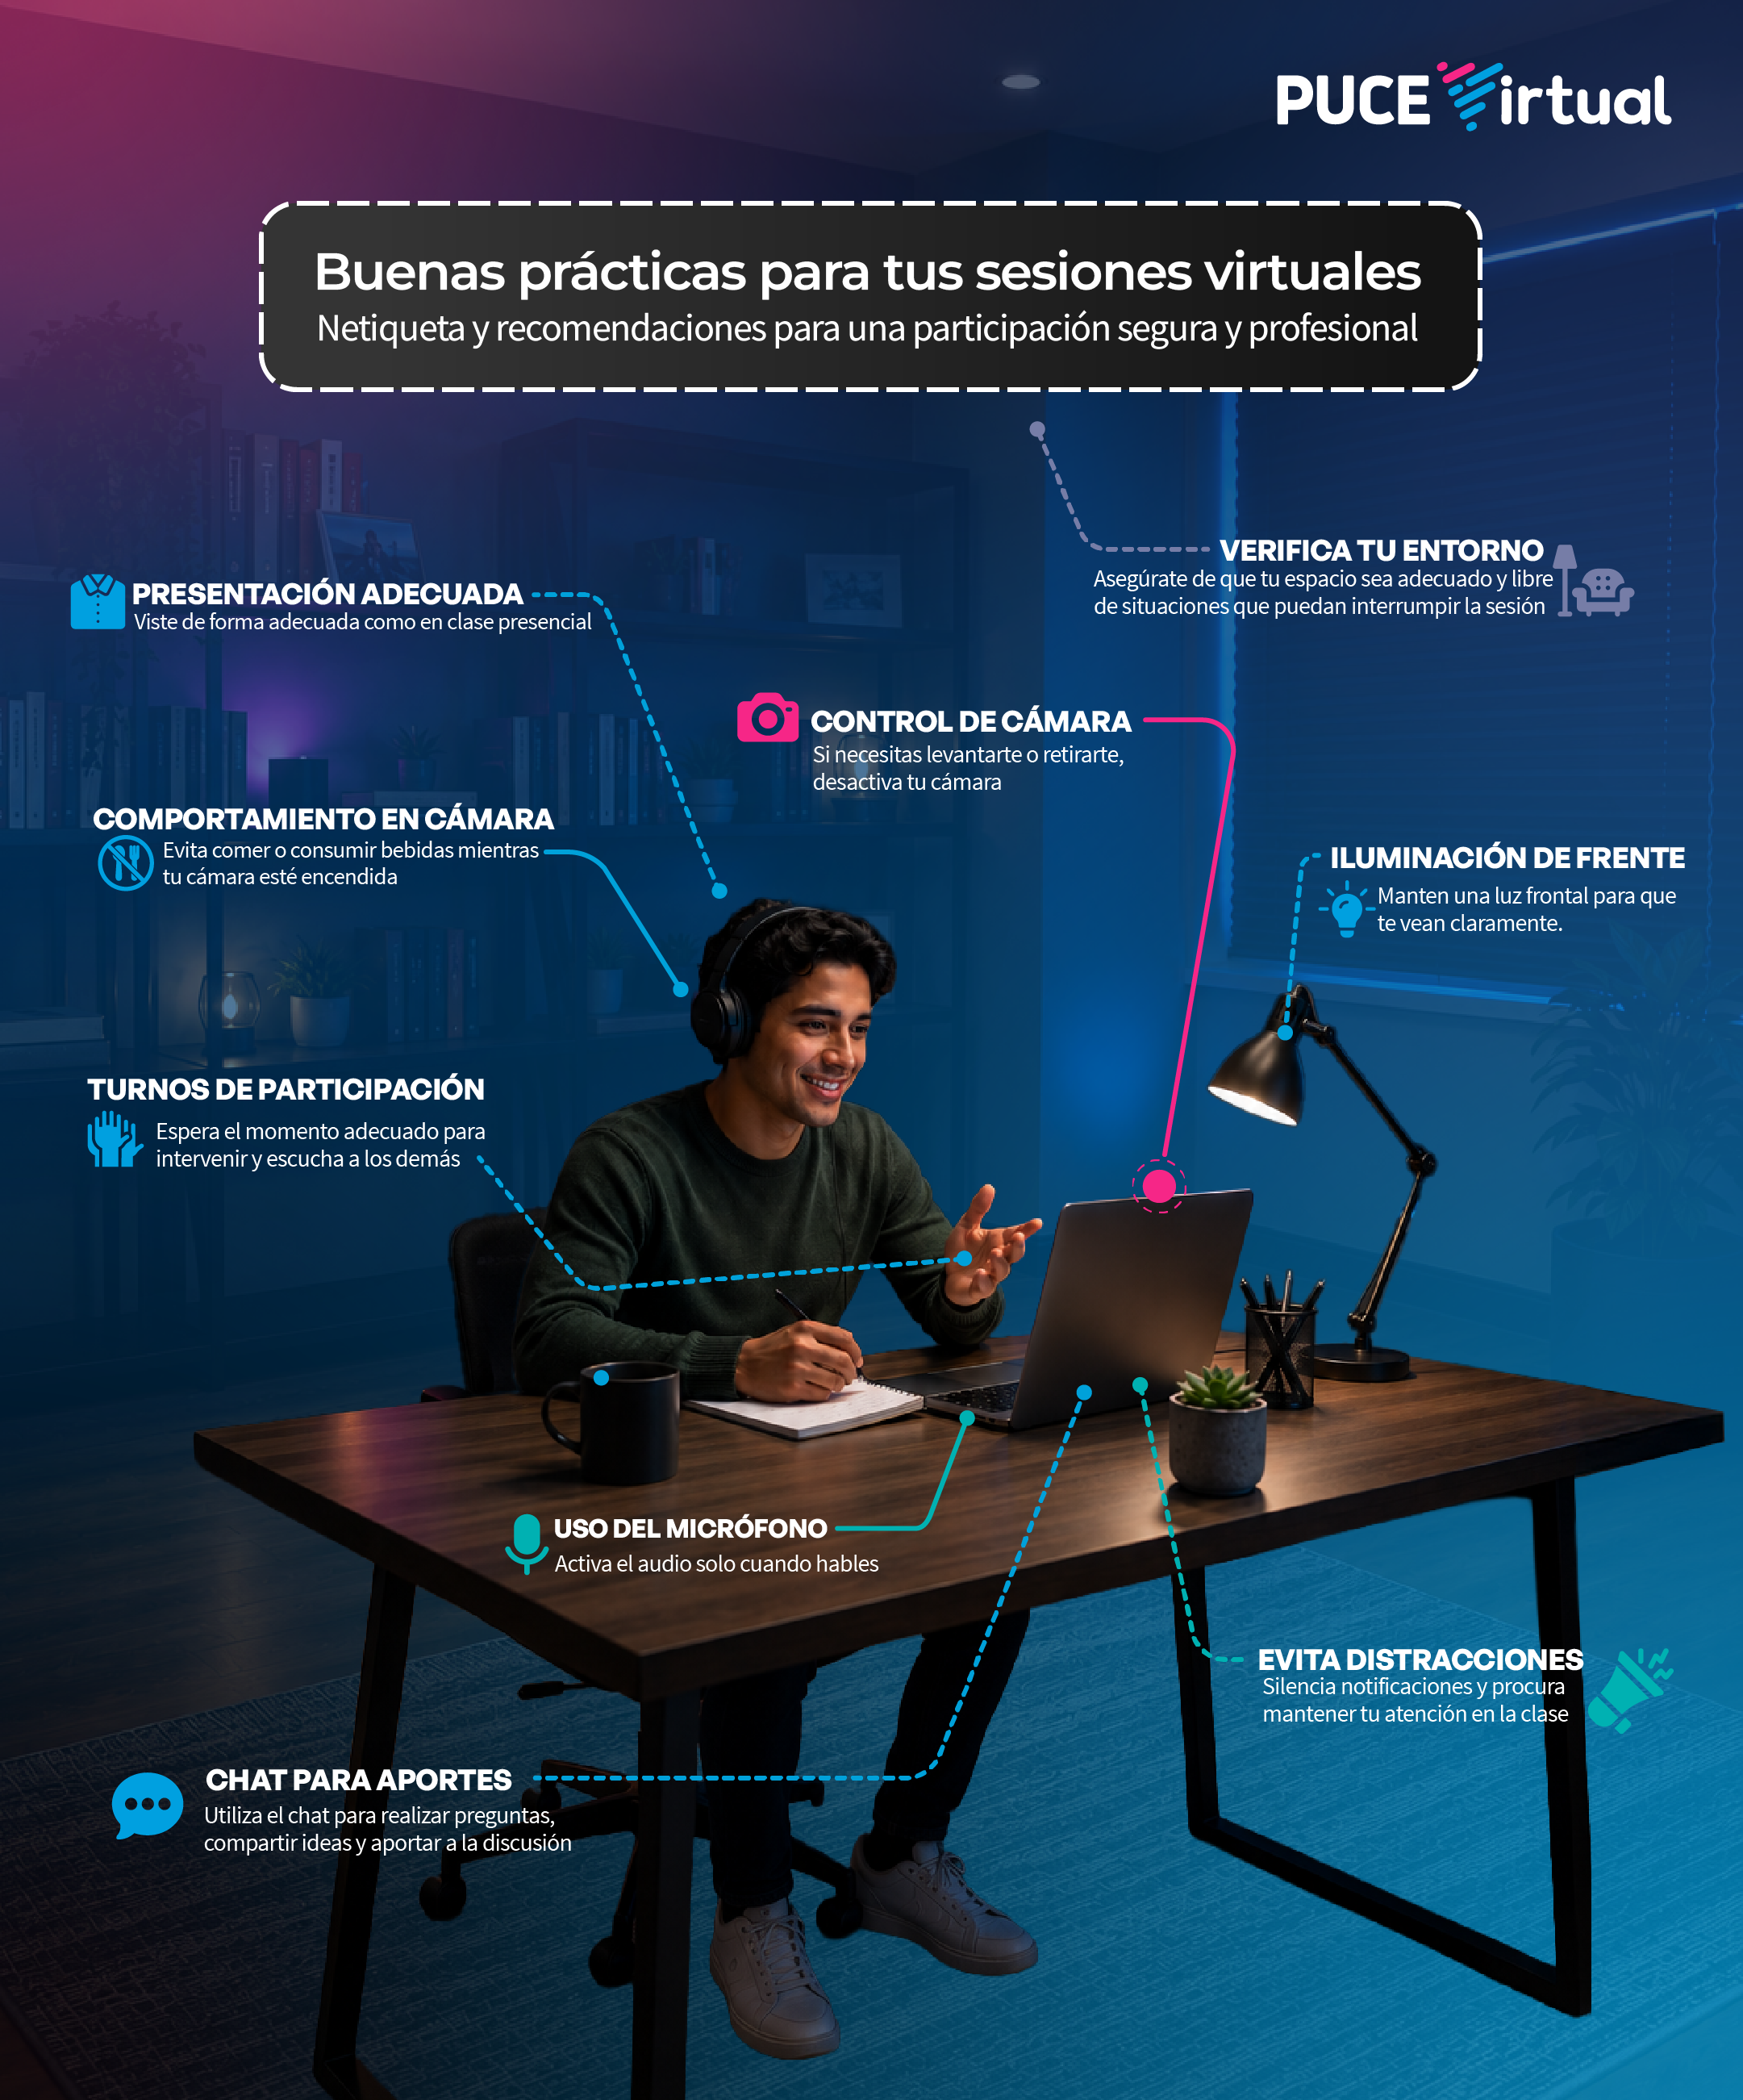 PUCE Virtual
Buenas prácticas para tus sesiones virtuales
Netiqueta y recomendaciones para una participación segura y profesional
VERIFICA TU ENTORNO
Asegúrate de que tu espacio sea adecuado y libre
de situaciones que puedan interrumpir la sesión
PRESENTACIÓN ADECUADA
Viste de forma adecuada como en clase presencial
CONTROL DE CÁMARA
Si necesitas levantarte o retirarte,
desactiva tu cámara
COMPORTAMIENTO EN CÁMARA
Evita comer o consumir bebidas mientras
tu cámara esté encendida
ILUMINACIÓN DE FRENTE
Manten una luz frontal para que
te vean claramente.
TURNOS DE PARTICIPACIÓN
Espera el momento adecuado para
intervenir y escucha a los demás
USO DEL MICRÓFONO
Activa el audio solo cuando hables
EVITA DISTRACCIONES
Silencia notificaciones y procura
mantener tu atención en la clase
CHAT PARA APORTES
Utiliza el chat para realizar preguntas,
compartir ideas y aportar a la discusión